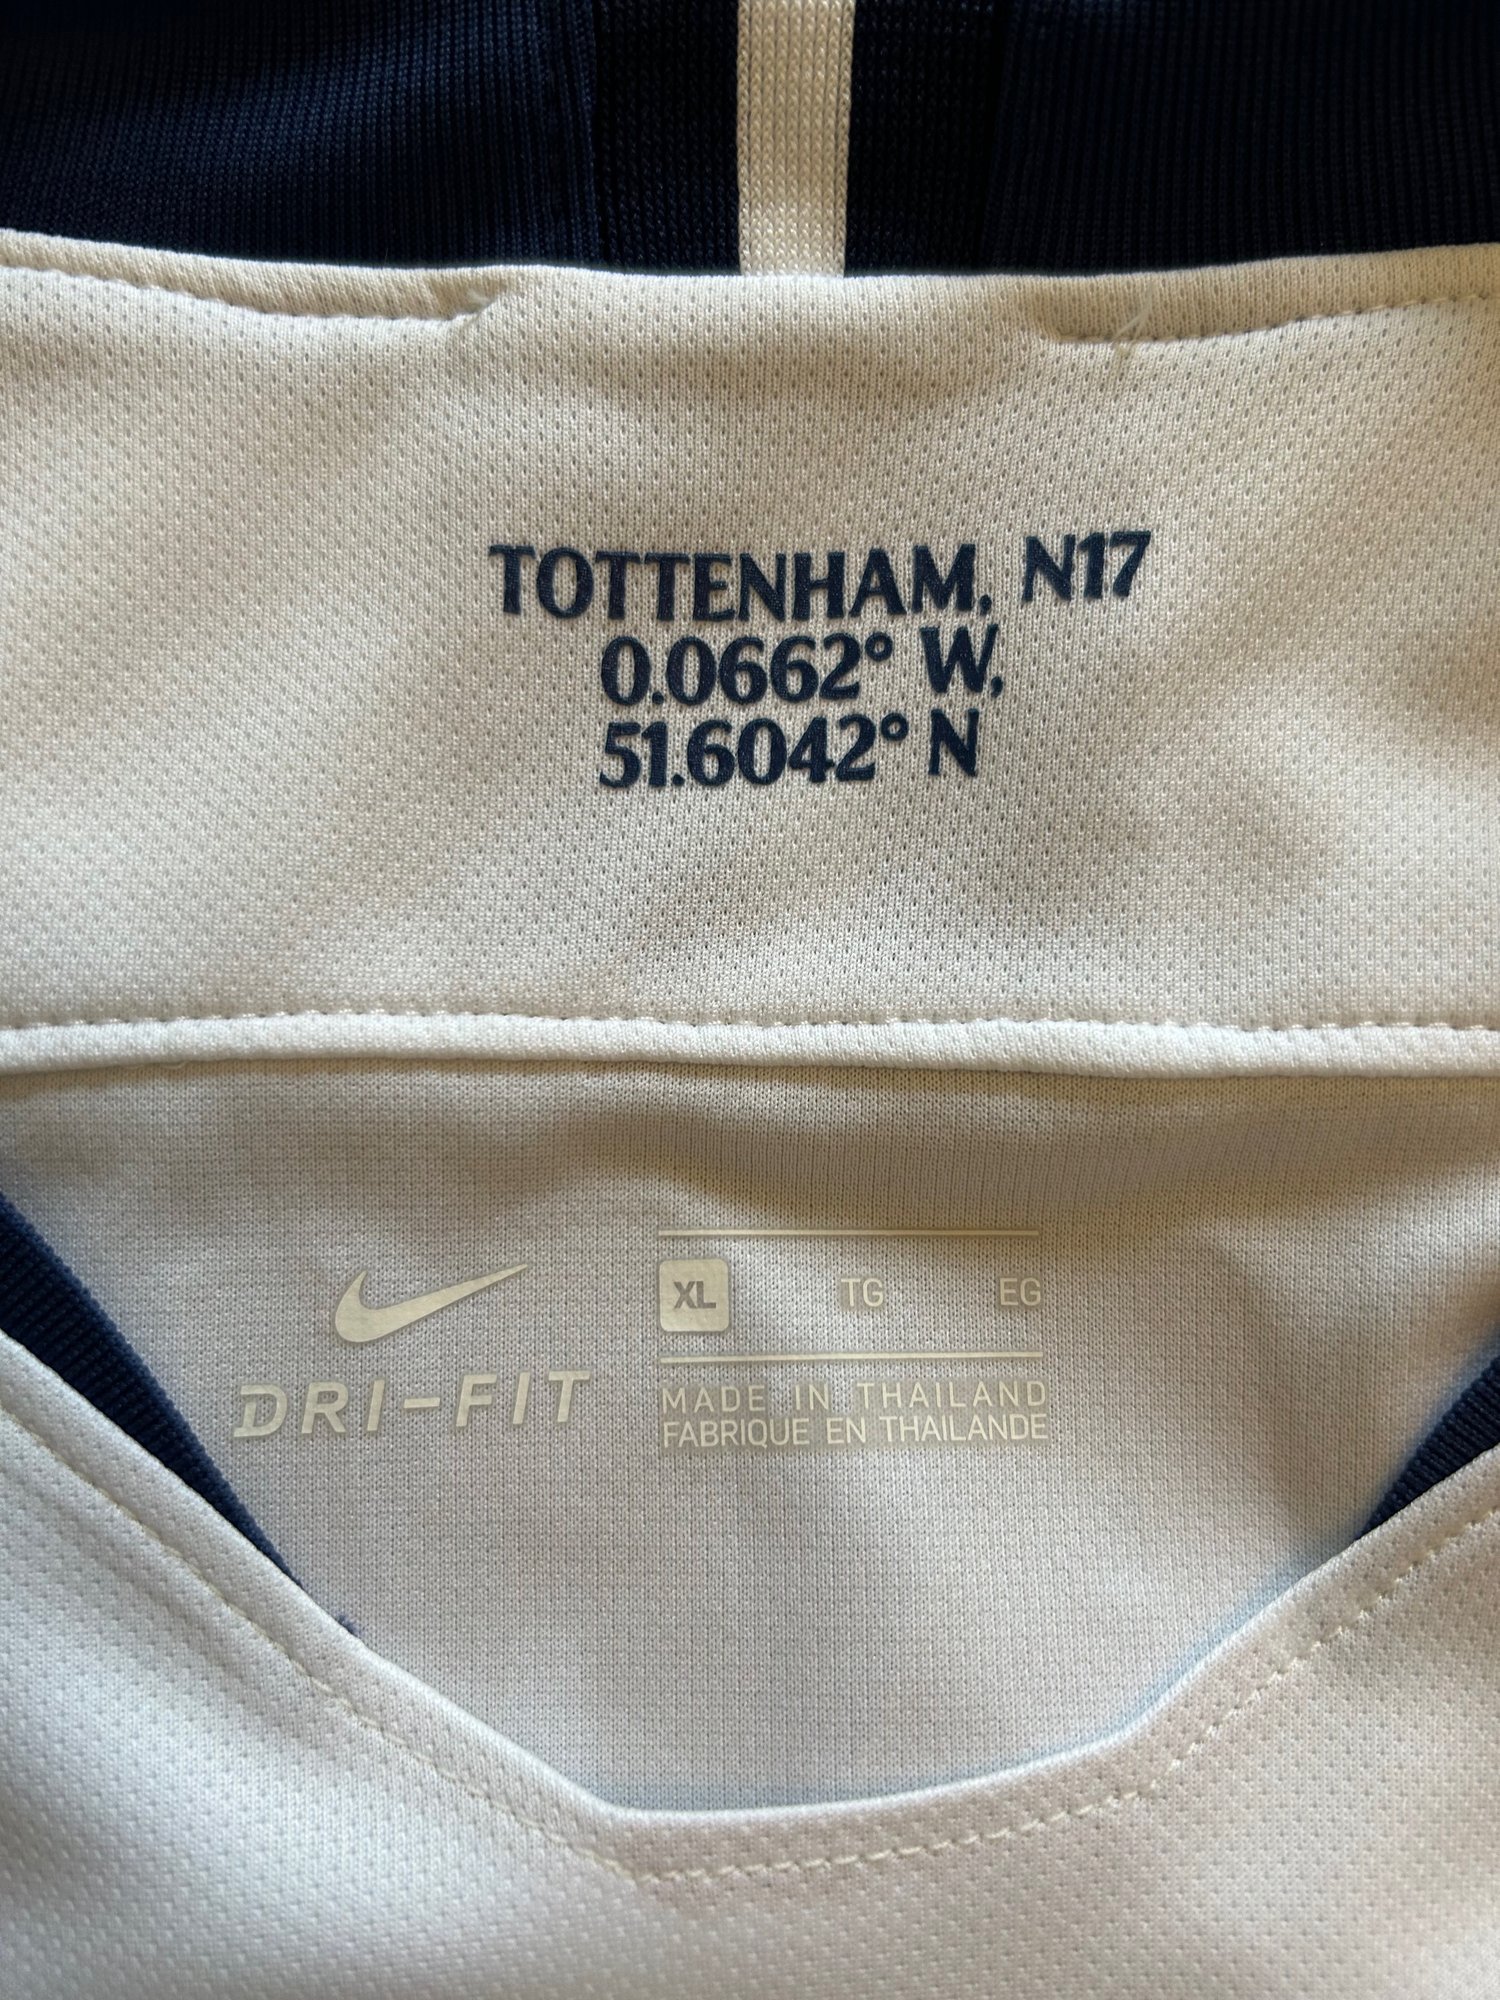 TOTTENHAM, N17
0.0662° W,
51.6042° N
XL TG EG
DRI-FIT
MADE IN THAILAND
FABRIQUE EN THAILANDE